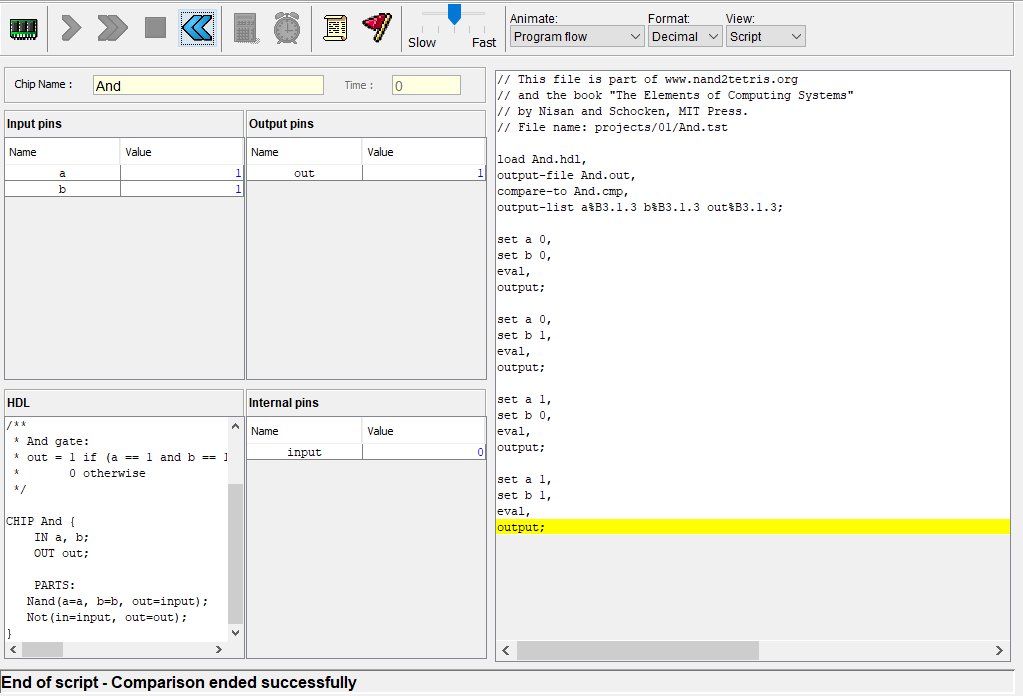 Slow Fast
Animate:
Program flow
Format:
Decimal
View:
Script
Chip Name : And Time : 0
Input pins
Name Value
a 1
b 1
Output pins
Name Value
out 1
HDL
/**
 * And gate:
 * out = 1 if (a == 1 and b == 1
 *       0 otherwise
 */
CHIP And {
    IN a, b;
    OUT out;
    PARTS:
   Nand(a=a, b=b, out=input);
   Not(in=input, out=out);
}
Internal pins
Name Value
input 0
// This file is part of www.nand2tetris.org
// and the book "The Elements of Computing Systems"
// by Nisan and Schocken, MIT Press.
// File name: projects/01/And.tst
load And.hdl,
output-file And.out,
compare-to And.cmp,
output-list a%B3.1.3 b%B3.1.3 out%B3.1.3;
set a 0,
set b 0,
eval,
output;
set a 0,
set b 1,
eval,
output;
set a 1,
set b 0,
eval,
output;
set a 1,
set b 1,
eval,
output;
End of script - Comparison ended successfully